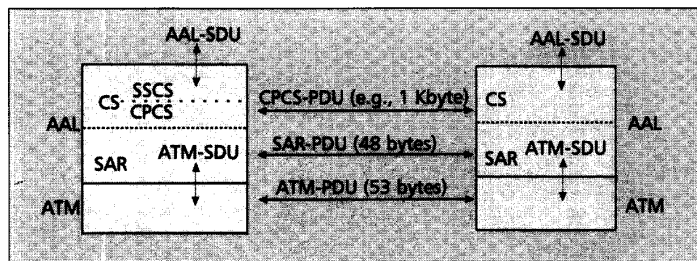 AAL-SDU AAL-SDU
SSCS
CS CPCS-PDU (e.g., 1 Kbyte) CS
CPCS
AAL AAL
SAR-PDU (48 bytes)
SAR ATM-SDU SAR ATM-SDU
ATM-PDU (53 bytes)
ATM ATM